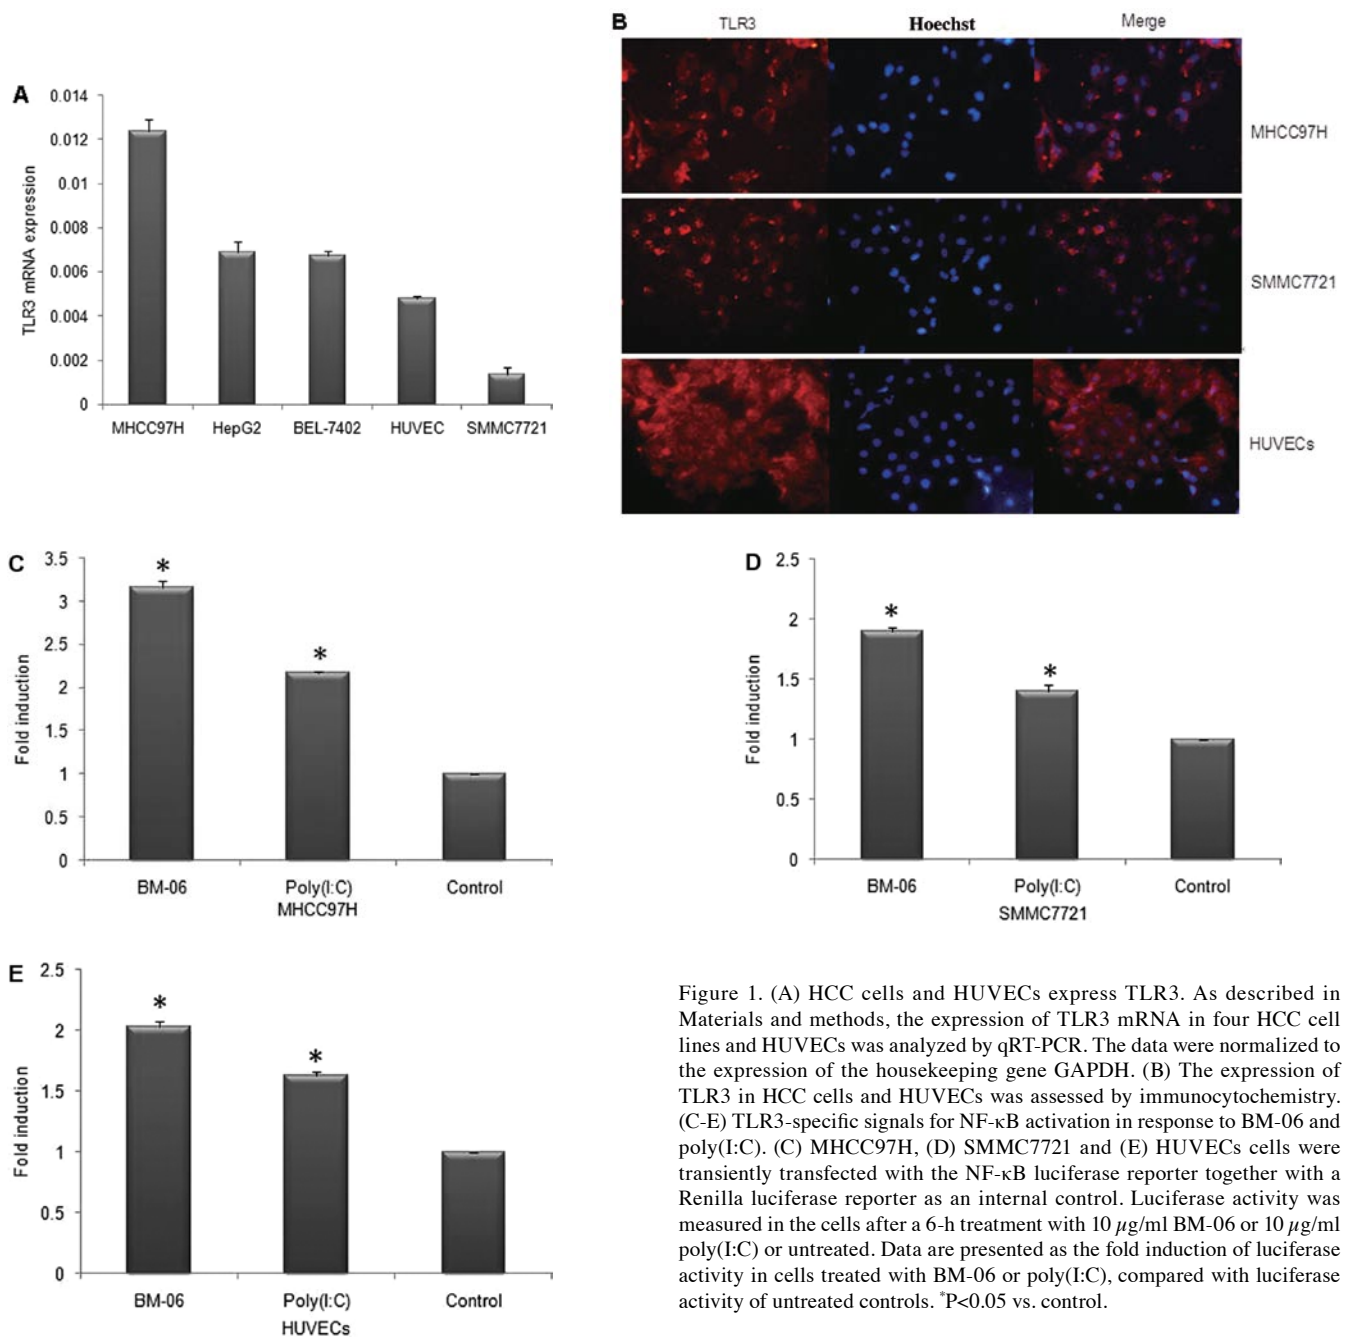 A
TLR3 mRNA expression
0.014
0.012
0.01
0.008
0.006
0.004
0.002
0
MHCC97H HepG2 BEL-7402 HUVEC SMMC7721
B
TLR3 Hoechst Merge
MHCC97H
SMMC7721
HUVECs
C
Fold induction
3.5
3
2.5
2
1.5
1
0.5
0
*
*
BM-06 Poly(I:C) Control
MHCC97H
D
Fold induction
2.5
2
1.5
1
0.5
0
*
*
BM-06 Poly(I:C) Control
SMMC7721
E
Fold induction
2.5
2
1.5
1
0.5
0
*
*
BM-06 Poly(I:C) Control
HUVECs
Figure 1. (A) HCC cells and HUVECs express TLR3. As described in
Materials and methods, the expression of TLR3 mRNA in four HCC cell
lines and HUVECs was analyzed by qRT-PCR. The data were normalized to
the expression of the housekeeping gene GAPDH. (B) The expression of
TLR3 in HCC cells and HUVECs was assessed by immunocytochemistry.
(C-E) TLR3-specific signals for NF-κB activation in response to BM-06 and
poly(I:C). (C) MHCC97H, (D) SMMC7721 and (E) HUVECs cells were
transiently transfected with the NF-κB luciferase reporter together with a
Renilla luciferase reporter as an internal control. Luciferase activity was
measured in the cells after a 6-h treatment with 10 μg/ml BM-06 or 10 μg/ml
poly(I:C) or untreated. Data are presented as the fold induction of luciferase
activity in cells treated with BM-06 or poly(I:C), compared with luciferase
activity of untreated controls. *P<0.05 vs. control.